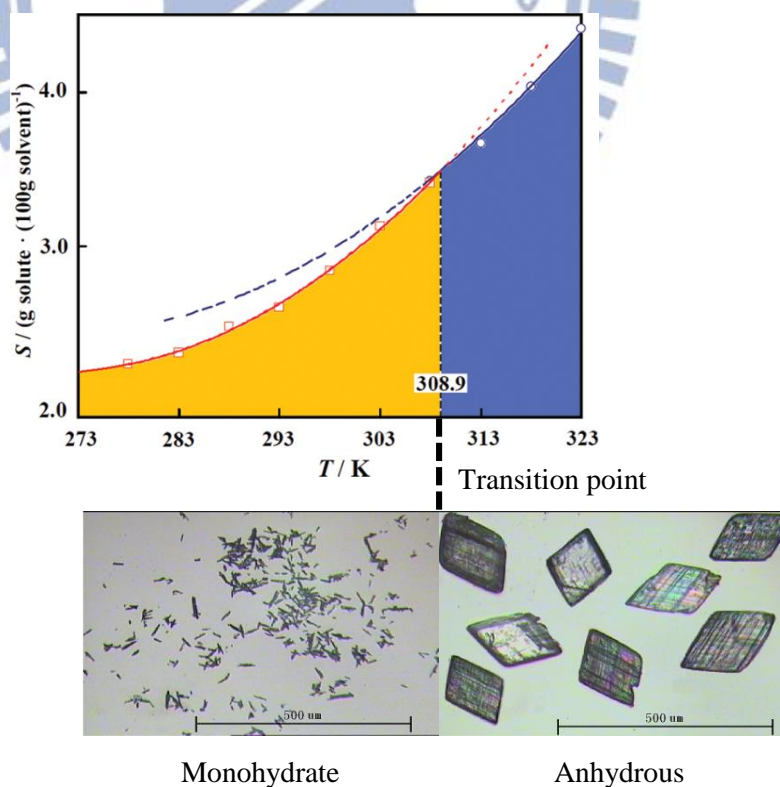 4.0
3.0
2.0
S / (g solute · (100g solvent)⁻¹
308.9
273 283 293 303 313 323
T / K
Transition point
500 um
500 um
Monohydrate Anhydrous